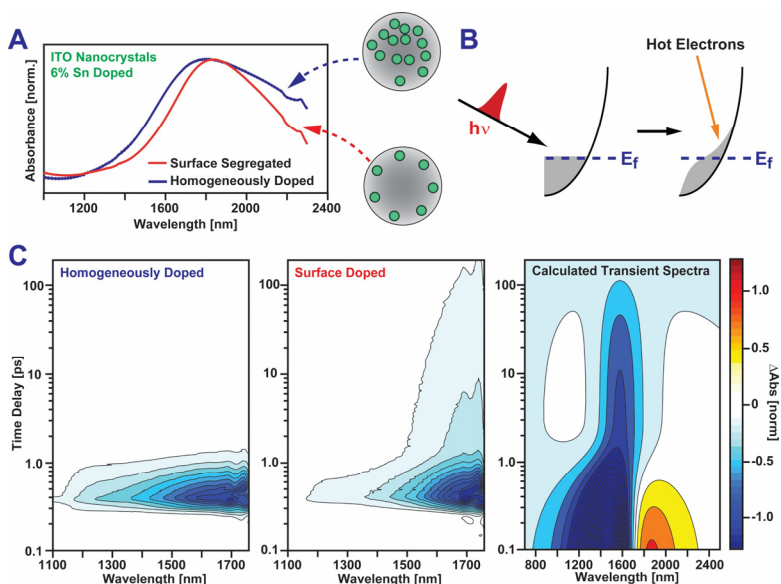 A
ITO Nanocrystals
6% Sn Doped
Absorbance [norm.]
Surface Segregated
Homogeneously Doped
1200
1600
2000
2400
Wavelength [nm]
B
Hot Electrons
hν
Ef
Ef
C
Homogeneously Doped
Time Delay [ps]
100
10
1.0
0.1
1100
1300
1500
1700
Wavelength [nm]
Surface Doped
100
10
1.0
0.1
1100
1300
1500
1700
Wavelength [nm]
Calculated Transient Spectra
100
10
1.0
0.1
800
1200
1600
2000
2400
Wavelength [nm]
1.0
0.5
0
-0.5
-1.0
ΔAbs [norm]